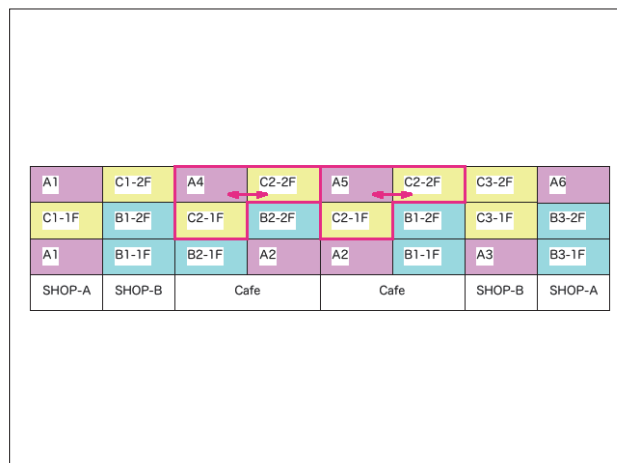 A1 C1-2F A4 C2-2F A5 C2-2F C3-2F A6
C1-1F B1-2F C2-1F B2-2F C2-1F B1-2F C3-1F B3-2F
A1 B1-1F B2-1F A2 A2 B1-1F A3 B3-1F
SHOP-A SHOP-B Cafe Cafe SHOP-B SHOP-A